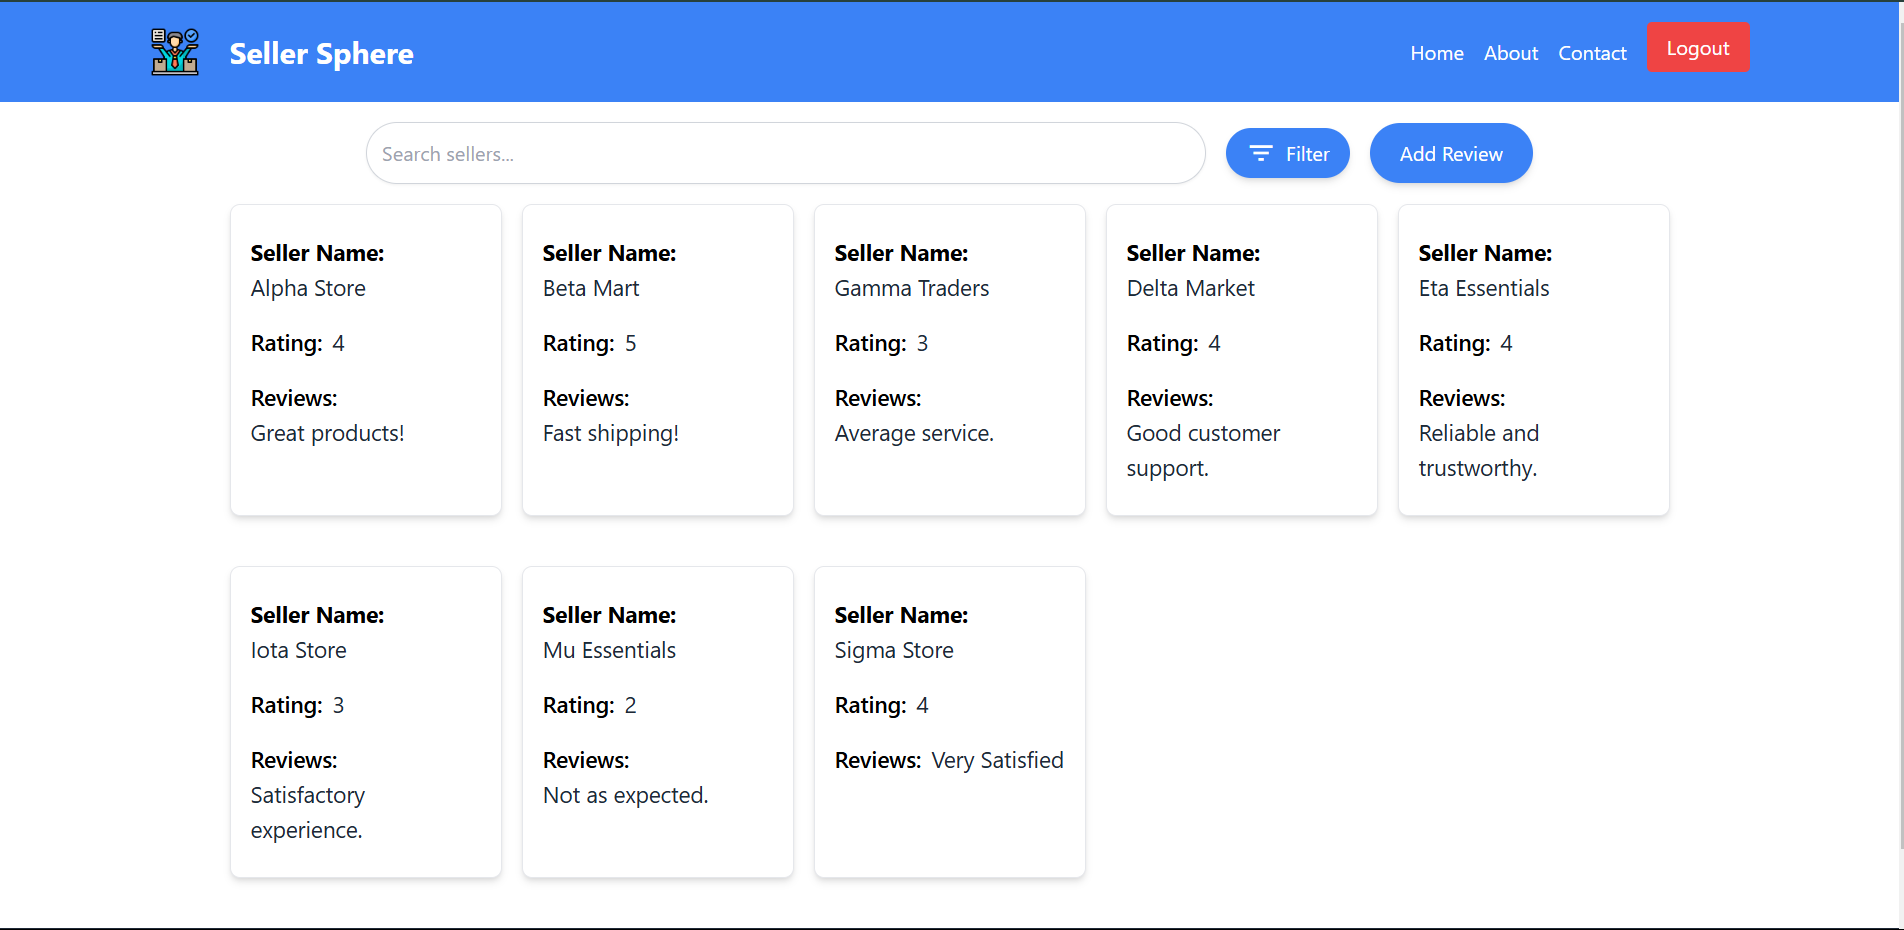 Seller Sphere
Home About Contact Logout
Search sellers...
Filter
Add Review
Seller Name:
Alpha Store
Rating: 4
Reviews:
Great products!
Seller Name:
Beta Mart
Rating: 5
Reviews:
Fast shipping!
Seller Name:
Gamma Traders
Rating: 3
Reviews:
Average service.
Seller Name:
Delta Market
Rating: 4
Reviews:
Good customer
support.
Seller Name:
Eta Essentials
Rating: 4
Reviews:
Reliable and
trustworthy.
Seller Name:
Iota Store
Rating: 3
Reviews:
Satisfactory
experience.
Seller Name:
Mu Essentials
Rating: 2
Reviews:
Not as expected.
Seller Name:
Sigma Store
Rating: 4
Reviews: Very Satisfied